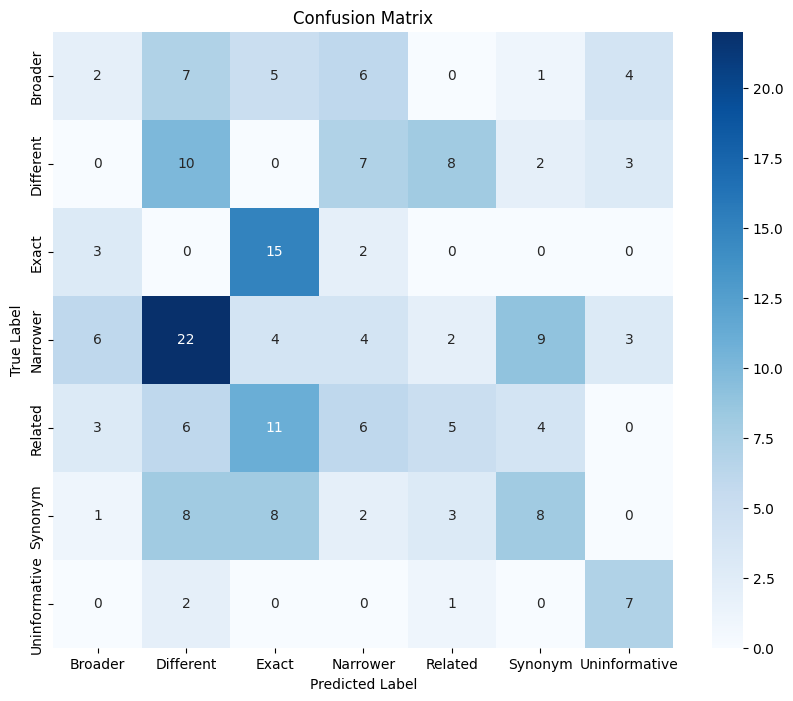 Confusion Matrix
True Label
Broader 2 7 5 6 0 1 4
Different 0 10 0 7 8 2 3
Exact 3 0 15 2 0 0 0
Narrower 6 22 4 4 2 9 3
Related 3 6 11 6 5 4 0
Synonym 1 8 8 2 3 8 0
Uninformative 0 2 0 0 1 0 7
Broader Different Exact Narrower Related Synonym Uninformative
Predicted Label
20.0
17.5
15.0
12.5
10.0
7.5
5.0
2.5
0.0